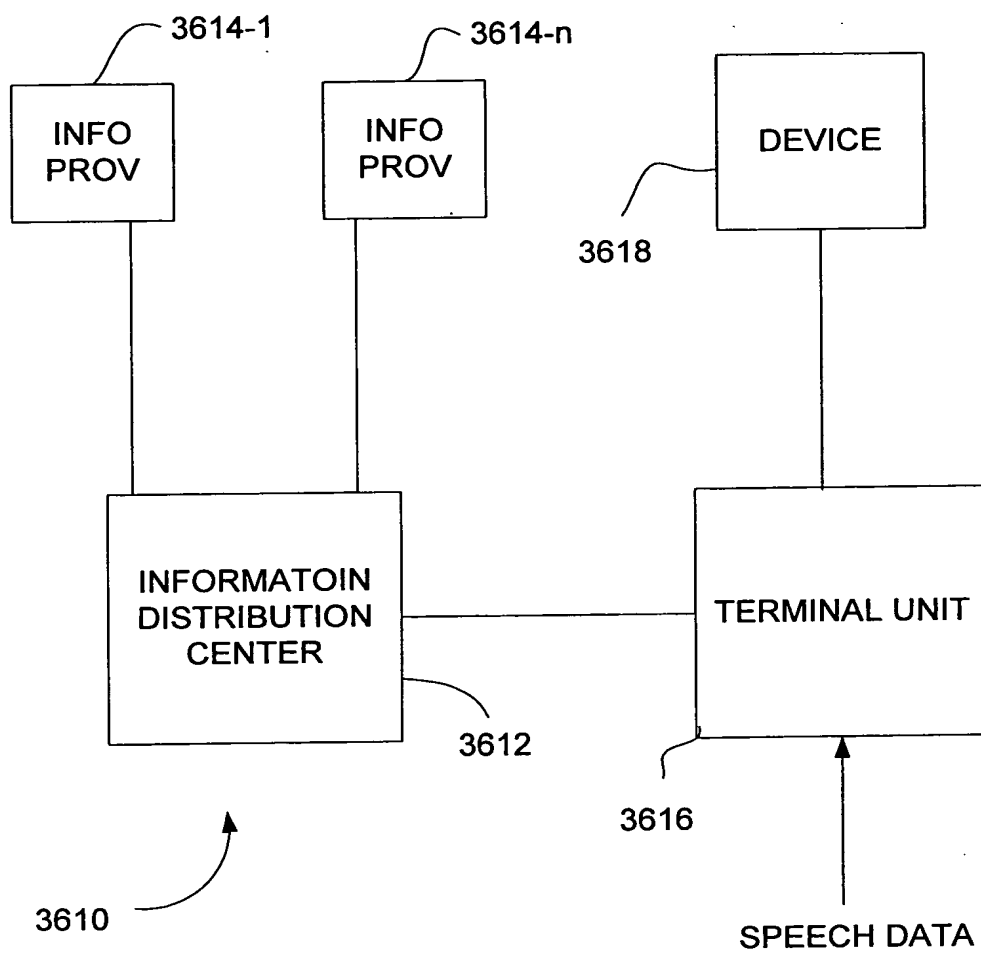 3614-1
3614-n
INFO
PROV
INFO
PROV
DEVICE
3618
INFORMATOIN
DISTRIBUTION
CENTER
TERMINAL UNIT
3612
3616
3610
SPEECH DATA